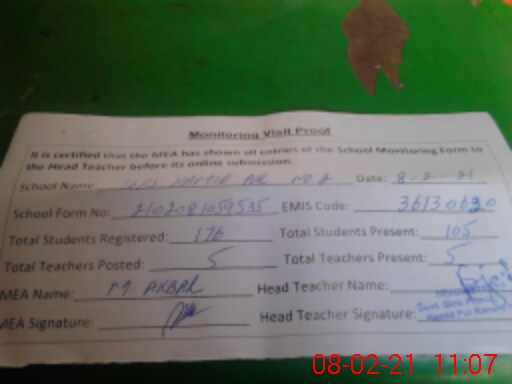 Monitoring Visit Proof
It is certified that the MEA has shown all entries of the School Monitoring Form to
the Head Teacher before its online submission.
School Name: No 2 Date: 8-2-21
School Form No: 2102081059535 EMIS Code: 36130630
Total Students Registered: 176 Total Students Present: 105
Total Teachers Posted: 5 Total Teachers Present: 5
MEA Name: M AKBAR Head Teacher Name:
MEA Signature: Head Teacher Signature:
08-02-21 11:07